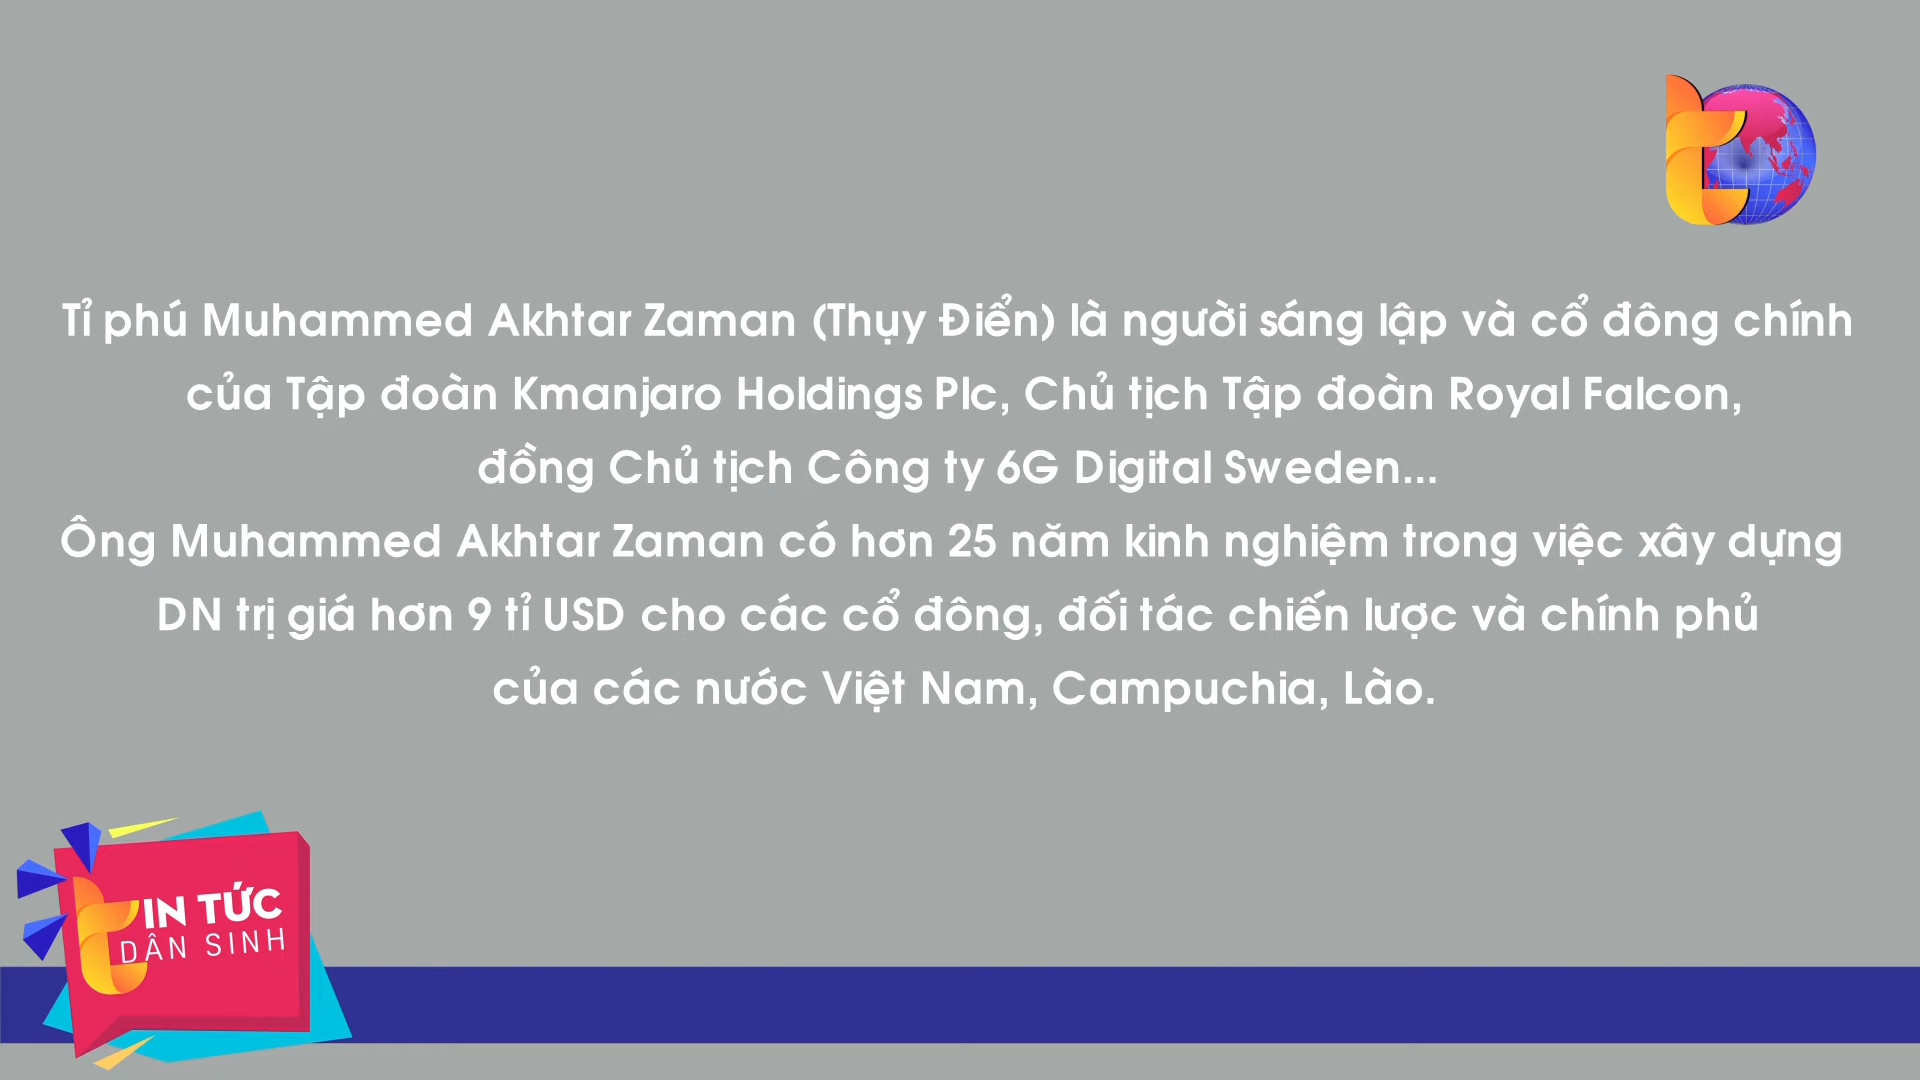 Tỉ phú Muhammed Akhtar Zaman (Thụy Điển) là người sáng lập và cổ đông chính
của Tập đoàn Kmanjaro Holdings Plc, Chủ tịch Tập đoàn Royal Falcon,
đồng Chủ tịch Công ty 6G Digital Sweden...
Ông Muhammed Akhtar Zaman có hơn 25 năm kinh nghiệm trong việc xây dựng
DN trị giá hơn 9 tỉ USD cho các cổ đông, đối tác chiến lược và chính phủ
của các nước Việt Nam, Campuchia, Lào.
TIN TỨC
DÂN SINH